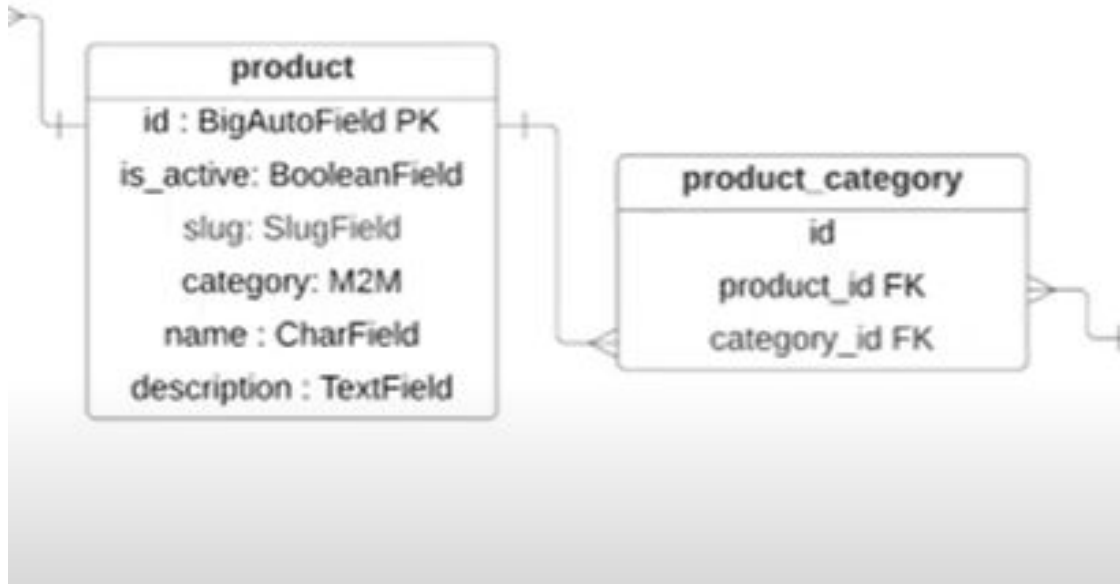 product
id : BigAutoField PK
is_active: BooleanField
slug: SlugField
category: M2M
name : CharField
description : TextField
product_category
id
product_id FK
category_id FK